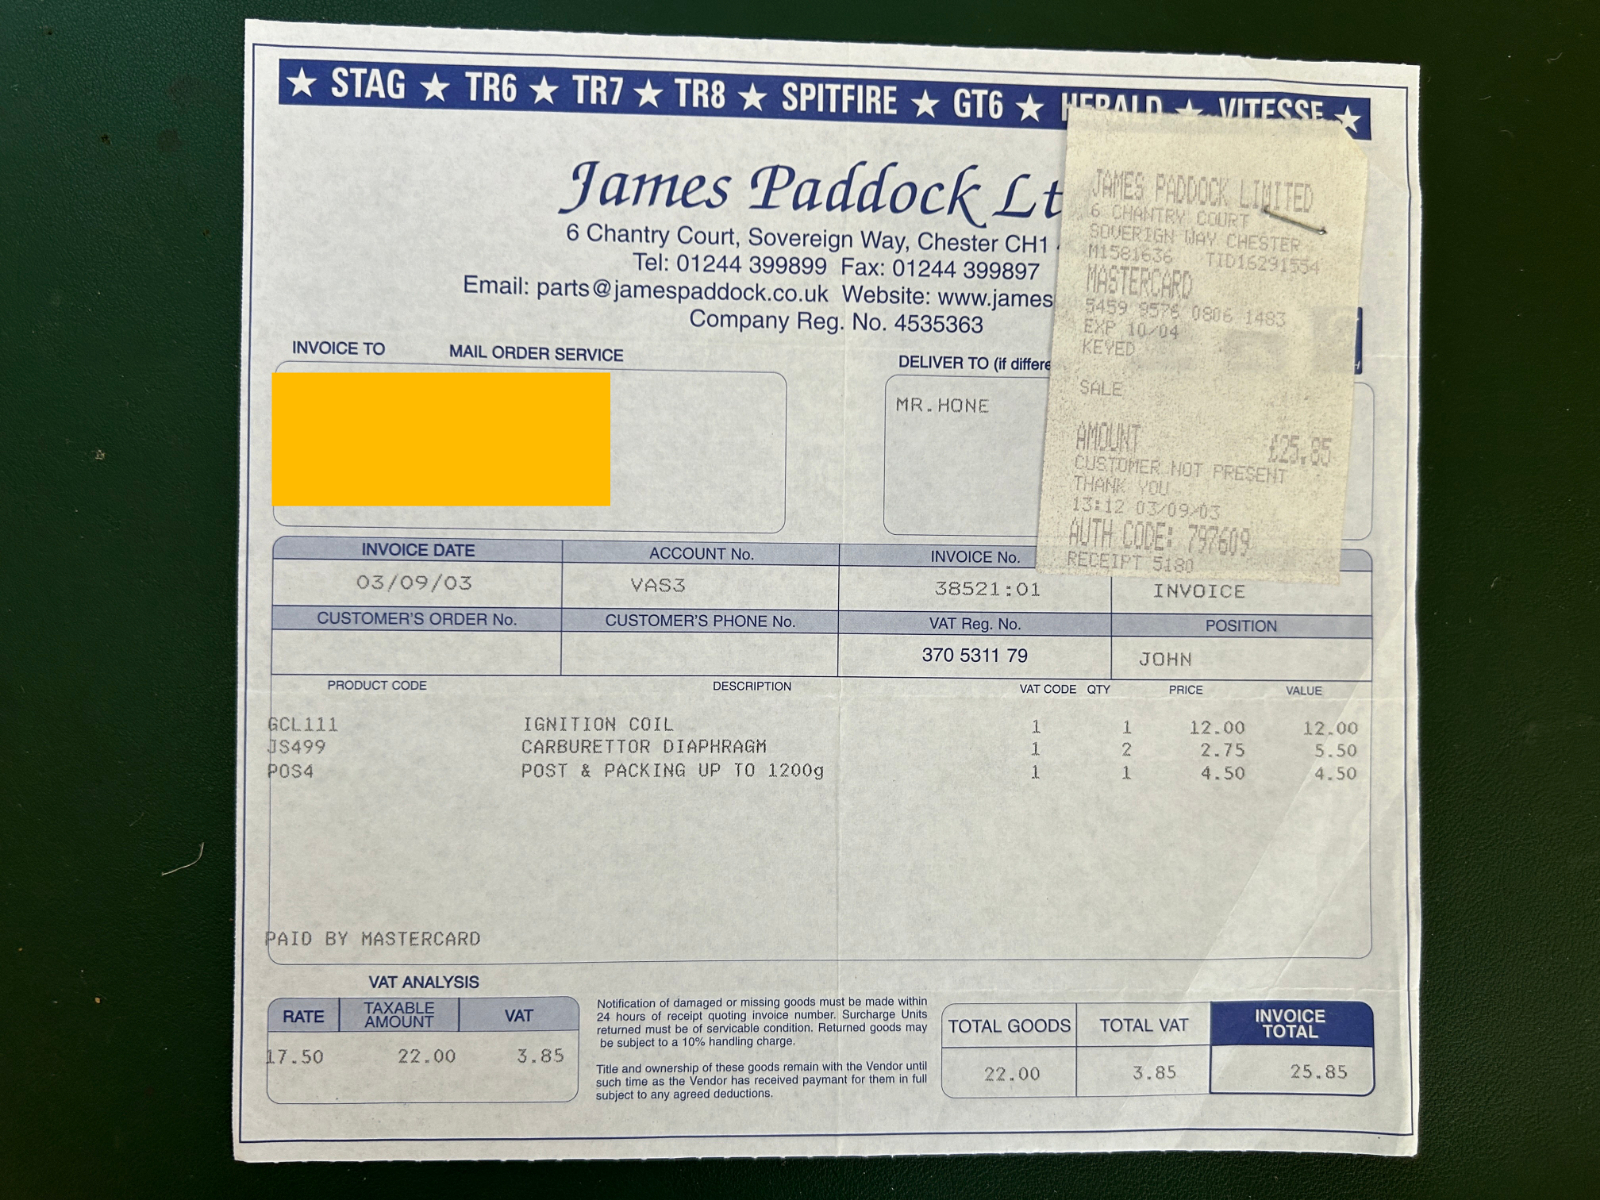 ★ STAG ★ TR6 ★ TR7 ★ TR8 ★ SPITFIRE ★ GT6 ★ HERALD ★ VITESSE ★
James Paddock Lt
6 Chantry Court, Sovereign Way, Chester CH1
Tel: 01244 399899 Fax: 01244 399897
Email: parts@jamespaddock.co.uk Website: www.james
Company Reg. No. 4535363
JAMES PADDOCK LIMITED
6 CHANTRY COURT
SOVERIGN WAY CHESTER
M1581636 TID16291554
MASTERCARD
5459 9576 0806 1483
EXP 10/04
KEYED
SALE
AMOUNT £25.85
CUSTOMER NOT PRESENT
THANK YOU
13:12 03/09/03
AUTH CODE: 797609
RECEIPT 5180
INVOICE TO MAIL ORDER SERVICE
DELIVER TO (if differe
MR.HONE
INVOICE DATE ACCOUNT No. INVOICE No.
03/09/03 VAS3 38521:01 INVOICE
CUSTOMER'S ORDER No. CUSTOMER'S PHONE No. VAT Reg. No. POSITION
370 5311 79 JOHN
PRODUCT CODE DESCRIPTION VAT CODE QTY PRICE VALUE
GCL111 IGNITION COIL 1 1 12.00 12.00
JS499 CARBURETTOR DIAPHRAGM 1 2 2.75 5.50
POS4 POST & PACKING UP TO 1200g 1 1 4.50 4.50
PAID BY MASTERCARD
VAT ANALYSIS
RATE TAXABLE AMOUNT VAT
17.50 22.00 3.85
Notification of damaged or missing goods must be made within
24 hours of receipt quoting invoice number. Surcharge Units
returned must be of servicable condition. Returned goods may
be subject to a 10% handling charge.
Title and ownership of these goods remain with the Vendor until
such time as the Vendor has received paymant for them in full
subject to any agreed deductions.
TOTAL GOODS TOTAL VAT INVOICE TOTAL
22.00 3.85 25.85